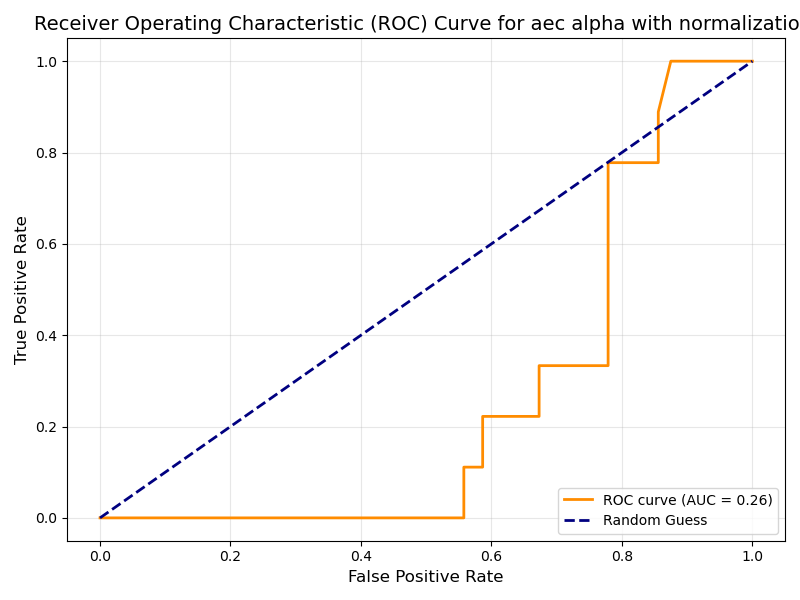 Receiver Operating Characteristic (ROC) Curve for aec alpha with normalizatio
1.0
0.8
0.6
0.4
0.2
0.0
True Positive Rate
ROC curve (AUC = 0.26)
Random Guess
0.0 0.2 0.4 0.6 0.8 1.0
False Positive Rate